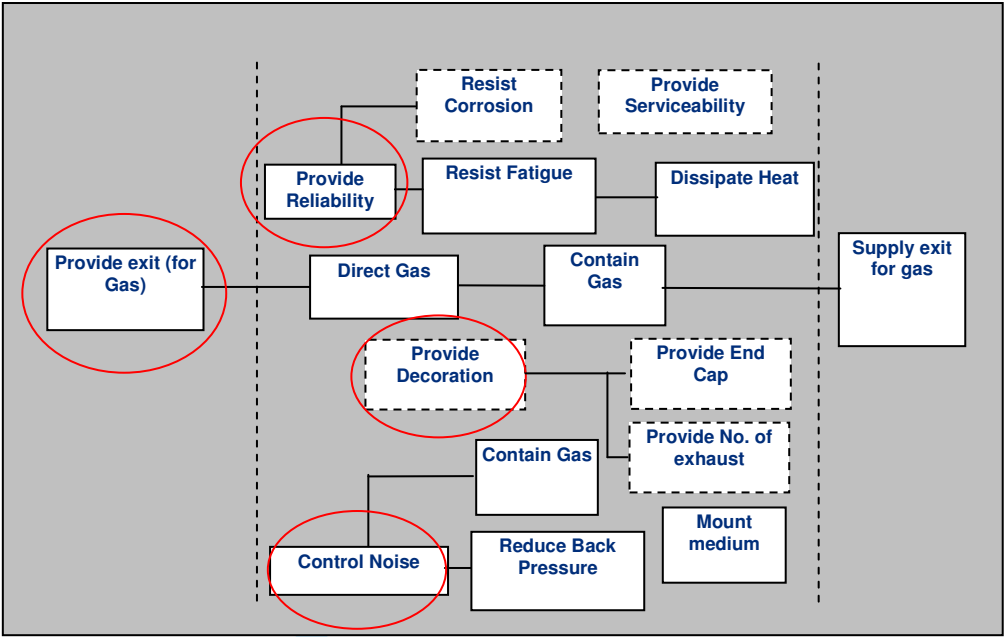 Resist
Corrosion
Provide
Serviceability
Provide
Reliability
Resist Fatigue
Dissipate Heat
Provide exit (for
Gas)
Direct Gas
Contain
Gas
Supply exit
for gas
Provide
Decoration
Provide End
Cap
Provide No. of
exhaust
Contain Gas
Control Noise
Reduce Back
Pressure
Mount
medium